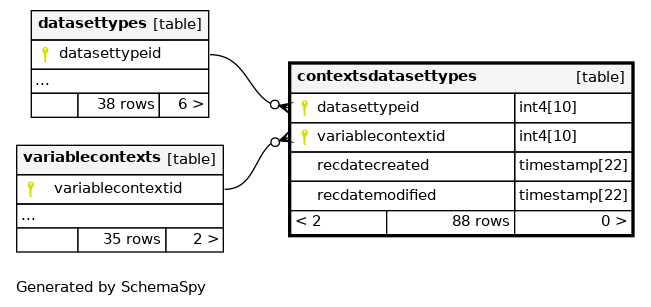 datasettypes [table]
datasettypeid
...
38 rows 6 >
variablecontexts [table]
variablecontextid
...
35 rows 2 >
contextsdatasettypes [table]
datasettypeid int4[10]
variablecontextid int4[10]
recdatecreated timestamp[22]
recdatemodified timestamp[22]
< 2 88 rows 0 >
Generated by SchemaSpy